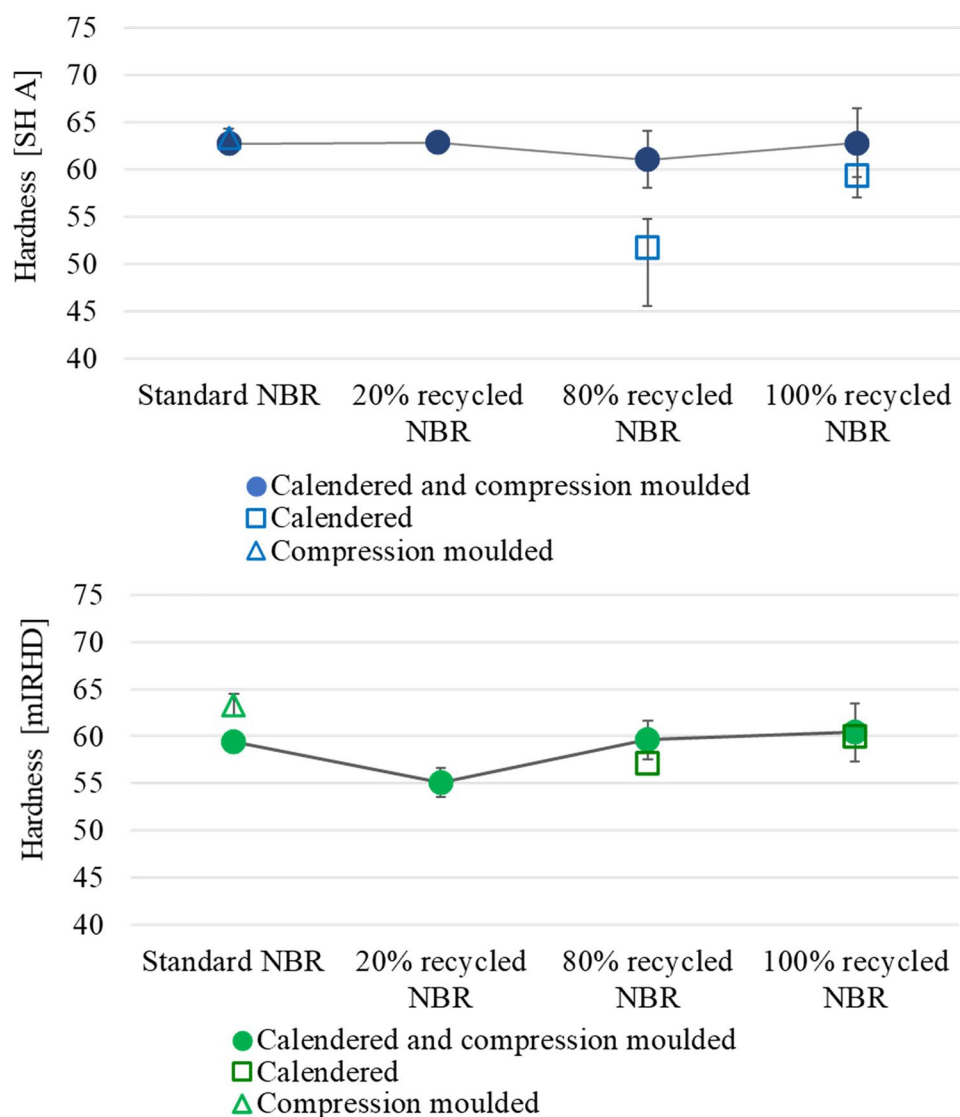 Hardness [SH A]
75
70
65
60
55
50
45
40
Standard NBR
20% recycled
NBR
80% recycled
NBR
100% recycled
NBR
Calendered and compression moulded
Calendered
Compression moulded
Hardness [mIRHD]
75
70
65
60
55
50
45
40
Standard NBR
20% recycled
NBR
80% recycled
NBR
100% recycled
NBR
Calendered and compression moulded
Calendered
Compression moulded